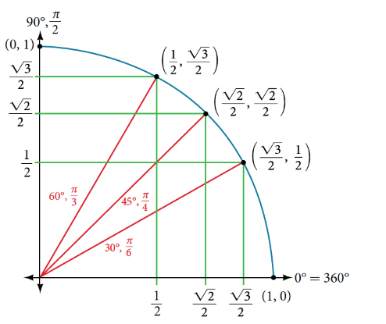 90°, π/2
(0, 1)
(1/2, √3/2)
√3/2
(√2/2, √2/2)
√2/2
(√3/2, 1/2)
1/2
60°, π/3
45°, π/4
30°, π/6
0° = 360°
1/2 √2/2 √3/2 (1, 0)